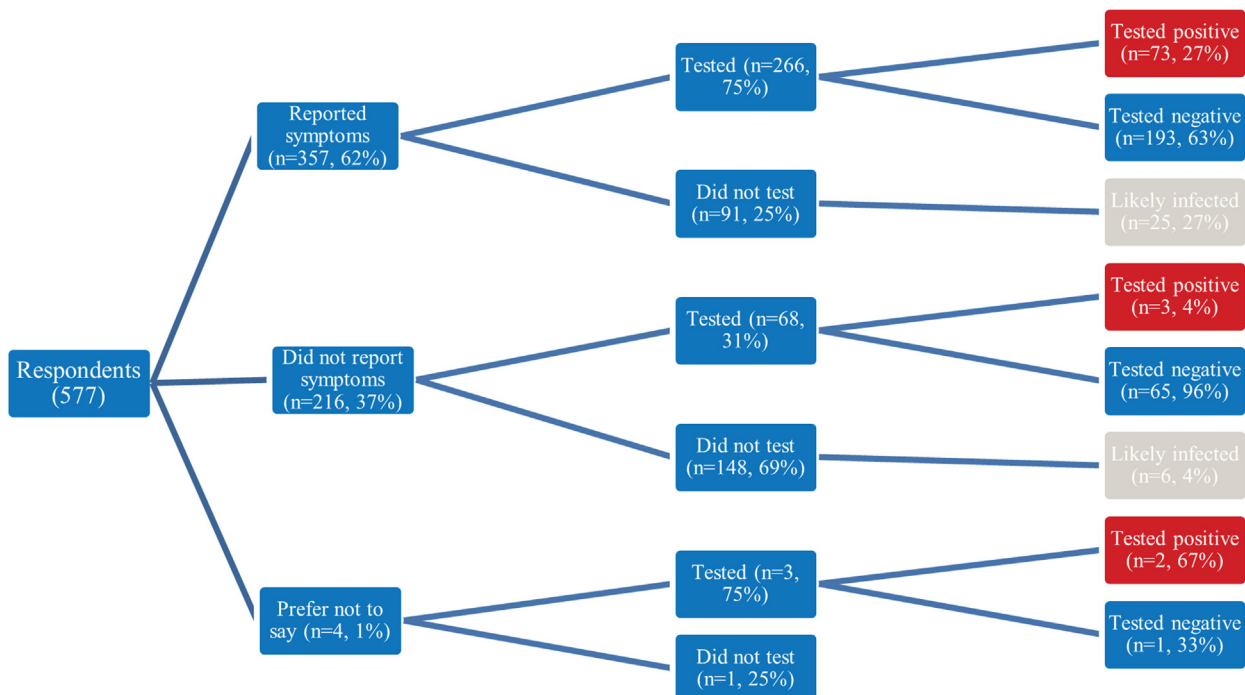 Respondents
(577)
Reported
symptoms
(n=357, 62%)
Did not report
symptoms
(n=216, 37%)
Prefer not to
say (n=4, 1%)
Tested (n=266,
75%)
Did not test
(n=91, 25%)
Tested (n=68,
31%)
Did not test
(n=148, 69%)
Tested (n=3,
75%)
Did not test
(n=1, 25%)
Tested positive
(n=73, 27%)
Tested negative
(n=193, 63%)
Likely infected
(n=25, 27%)
Tested positive
(n=3, 4%)
Tested negative
(n=65, 96%)
Likely infected
(n=6, 4%)
Tested positive
(n=2, 67%)
Tested negative
(n=1, 33%)